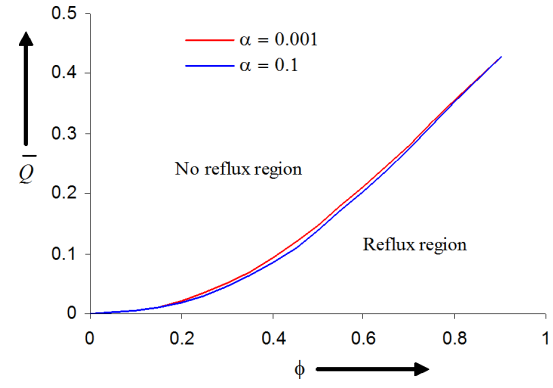 0.5
α = 0.001
α = 0.1
0.4
0.3
Q̅
No reflux region
0.2
Reflux region
0.1
0
0 0.2 0.4 0.6 0.8 1
ϕ